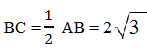 BC = 1/2 AB = 2√3